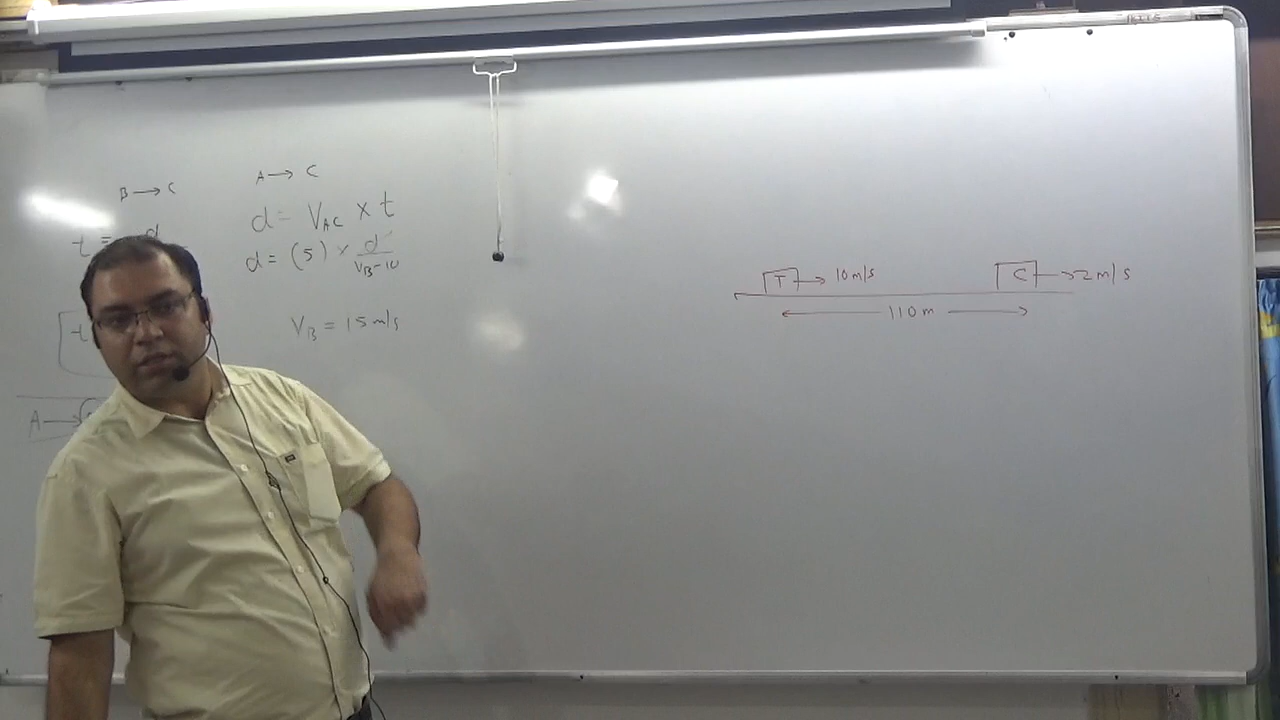 B → C
t = d
t
A →
A → C
d = V_AC × t
d = (5) × d / V_B-10
V_B = 15 m/s
T → 10 m/s
C → 2 m/s
← 110 m →